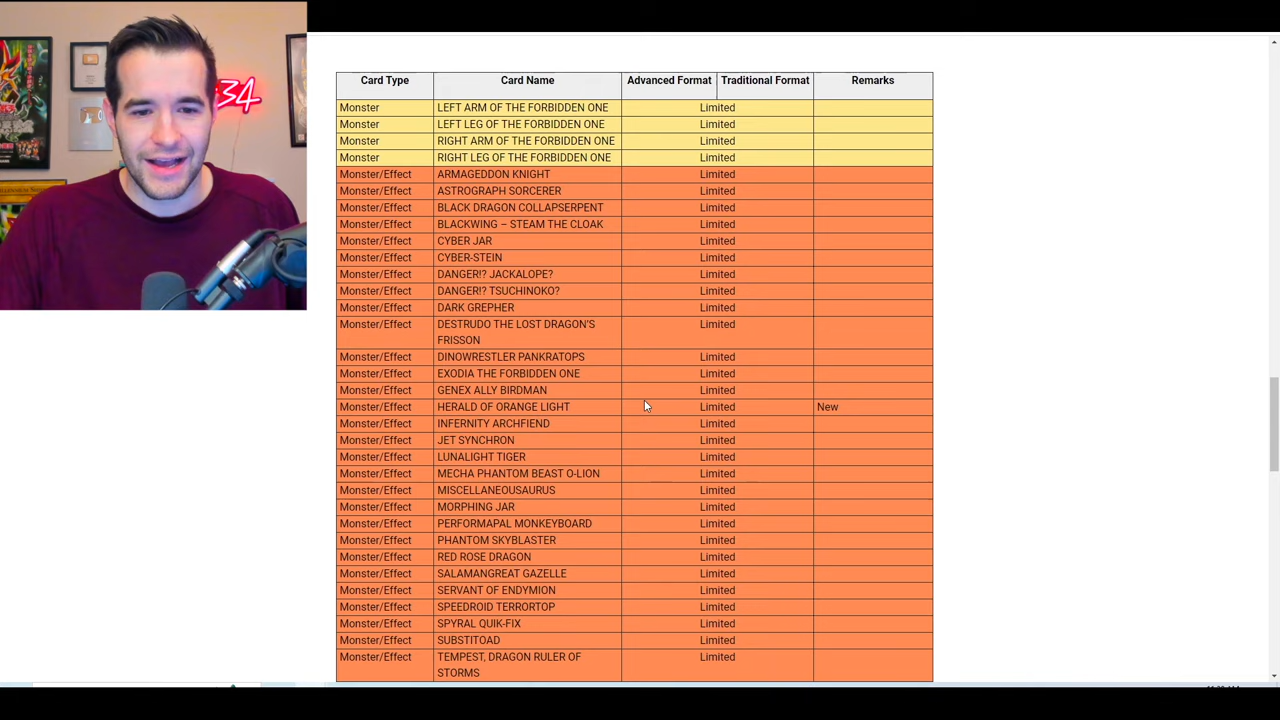 34
Card Type Card Name Advanced Format Traditional Format Remarks
Monster LEFT ARM OF THE FORBIDDEN ONE Limited
Monster LEFT LEG OF THE FORBIDDEN ONE Limited
Monster RIGHT ARM OF THE FORBIDDEN ONE Limited
Monster RIGHT LEG OF THE FORBIDDEN ONE Limited
Monster/Effect ARMAGEDDON KNIGHT Limited
Monster/Effect ASTROGRAPH SORCERER Limited
Monster/Effect BLACK DRAGON COLLAPSERPENT Limited
Monster/Effect BLACKWING – STEAM THE CLOAK Limited
Monster/Effect CYBER JAR Limited
Monster/Effect CYBER-STEIN Limited
Monster/Effect DANGER!? JACKALOPE? Limited
Monster/Effect DANGER!? TSUCHINOKO? Limited
Monster/Effect DARK GREPHER Limited
Monster/Effect DESTRUDO THE LOST DRAGON'S Limited
FRISSON
Monster/Effect DINOWRESTLER PANKRATOPS Limited
Monster/Effect EXODIA THE FORBIDDEN ONE Limited
Monster/Effect GENEX ALLY BIRDMAN Limited
Monster/Effect HERALD OF ORANGE LIGHT Limited New
Monster/Effect INFERNITY ARCHFIEND Limited
Monster/Effect JET SYNCHRON Limited
Monster/Effect LUNALIGHT TIGER Limited
Monster/Effect MECHA PHANTOM BEAST O-LION Limited
Monster/Effect MISCELLANEOUSAURUS Limited
Monster/Effect MORPHING JAR Limited
Monster/Effect PERFORMAPAL MONKEYBOARD Limited
Monster/Effect PHANTOM SKYBLASTER Limited
Monster/Effect RED ROSE DRAGON Limited
Monster/Effect SALAMANGREAT GAZELLE Limited
Monster/Effect SERVANT OF ENDYMION Limited
Monster/Effect SPEEDROID TERRORTOP Limited
Monster/Effect SPYRAL QUIK-FIX Limited
Monster/Effect SUBSTITOAD Limited
Monster/Effect TEMPEST, DRAGON RULER OF Limited
STORMS